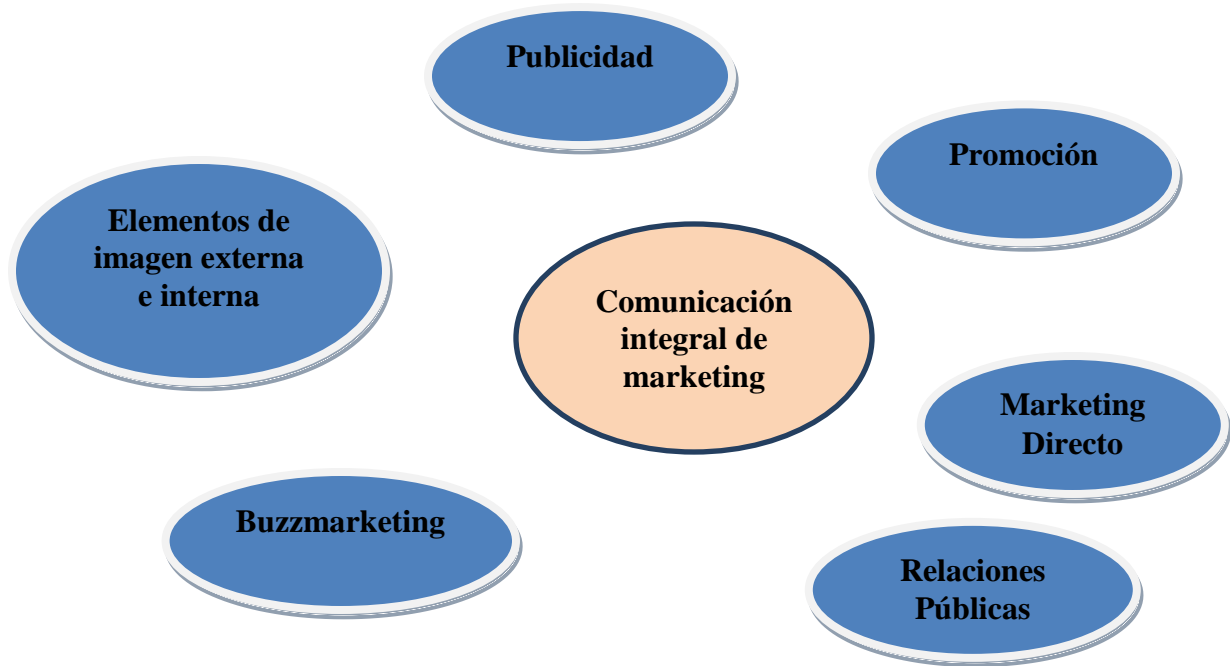 Publicidad
Promoción
Elementos de
imagen externa
e interna
Comunicación
integral de
marketing
Marketing
Directo
Buzzmarketing
Relaciones
Públicas